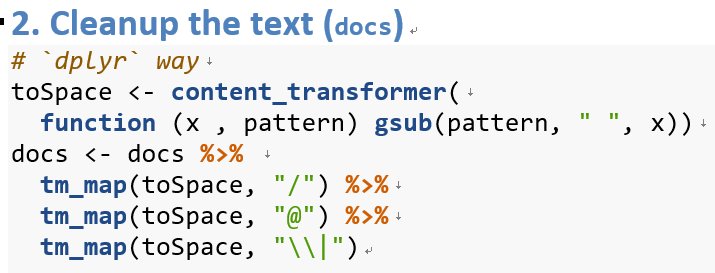 2. Cleanup the text (docs)
# `dplyr` way
toSpace <- content_transformer(
  function (x , pattern) gsub(pattern, " ", x))
docs <- docs %>%
  tm_map(toSpace, "/") %>%
  tm_map(toSpace, "@") %>%
  tm_map(toSpace, "\\|")